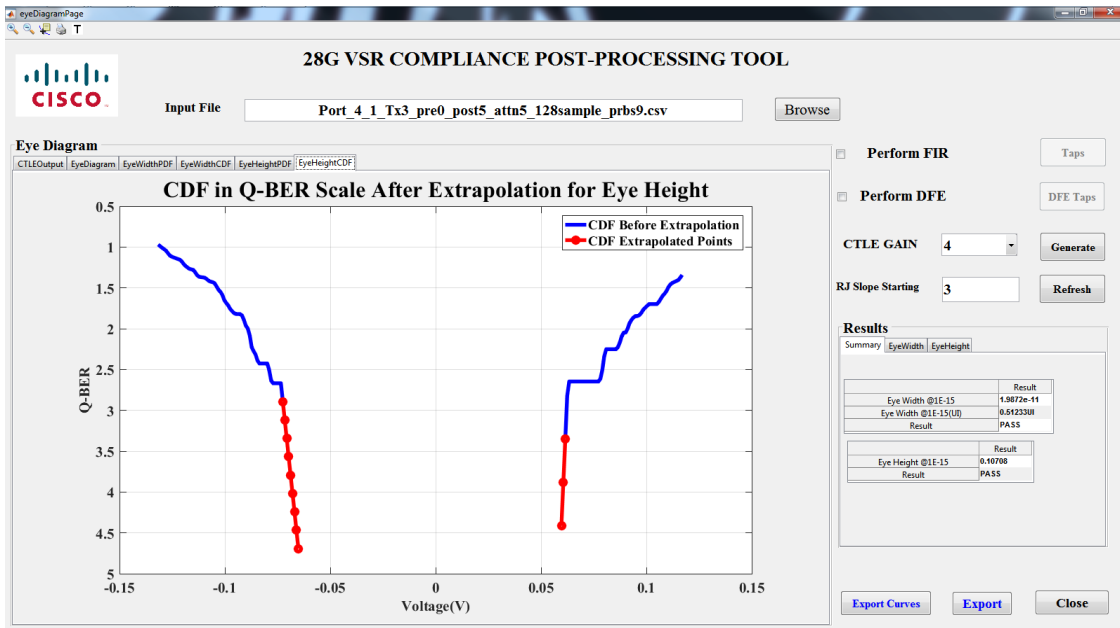 eyeDiagramPage
T
28G VSR COMPLIANCE POST-PROCESSING TOOL
CISCO
Input File
Port_4_1_Tx3_pre0_post5_attn5_128sample_prbs9.csv
Browse
Eye Diagram
CTLEOutput EyeDiagram EyeWidthPDF EyeWidthCDF EyeHeightPDF EyeHeightCDF
CDF in Q-BER Scale After Extrapolation for Eye Height
CDF Before Extrapolation
CDF Extrapolated Points
Q-BER
0.5
1
1.5
2
2.5
3
3.5
4
4.5
5
-0.15 -0.1 -0.05 0 0.05 0.1 0.15
Voltage(V)
Perform FIR Taps
Perform DFE DFE Taps
CTLE GAIN 4 Generate
RJ Slope Starting 3 Refresh
Results
Summary EyeWidth EyeHeight
Result
Eye Width @1E-15 1.9872e-11
Eye Width @1E-15(UI) 0.51233UI
Result PASS
Result
Eye Height @1E-15 0.10708
Result PASS
Export Curves Export Close